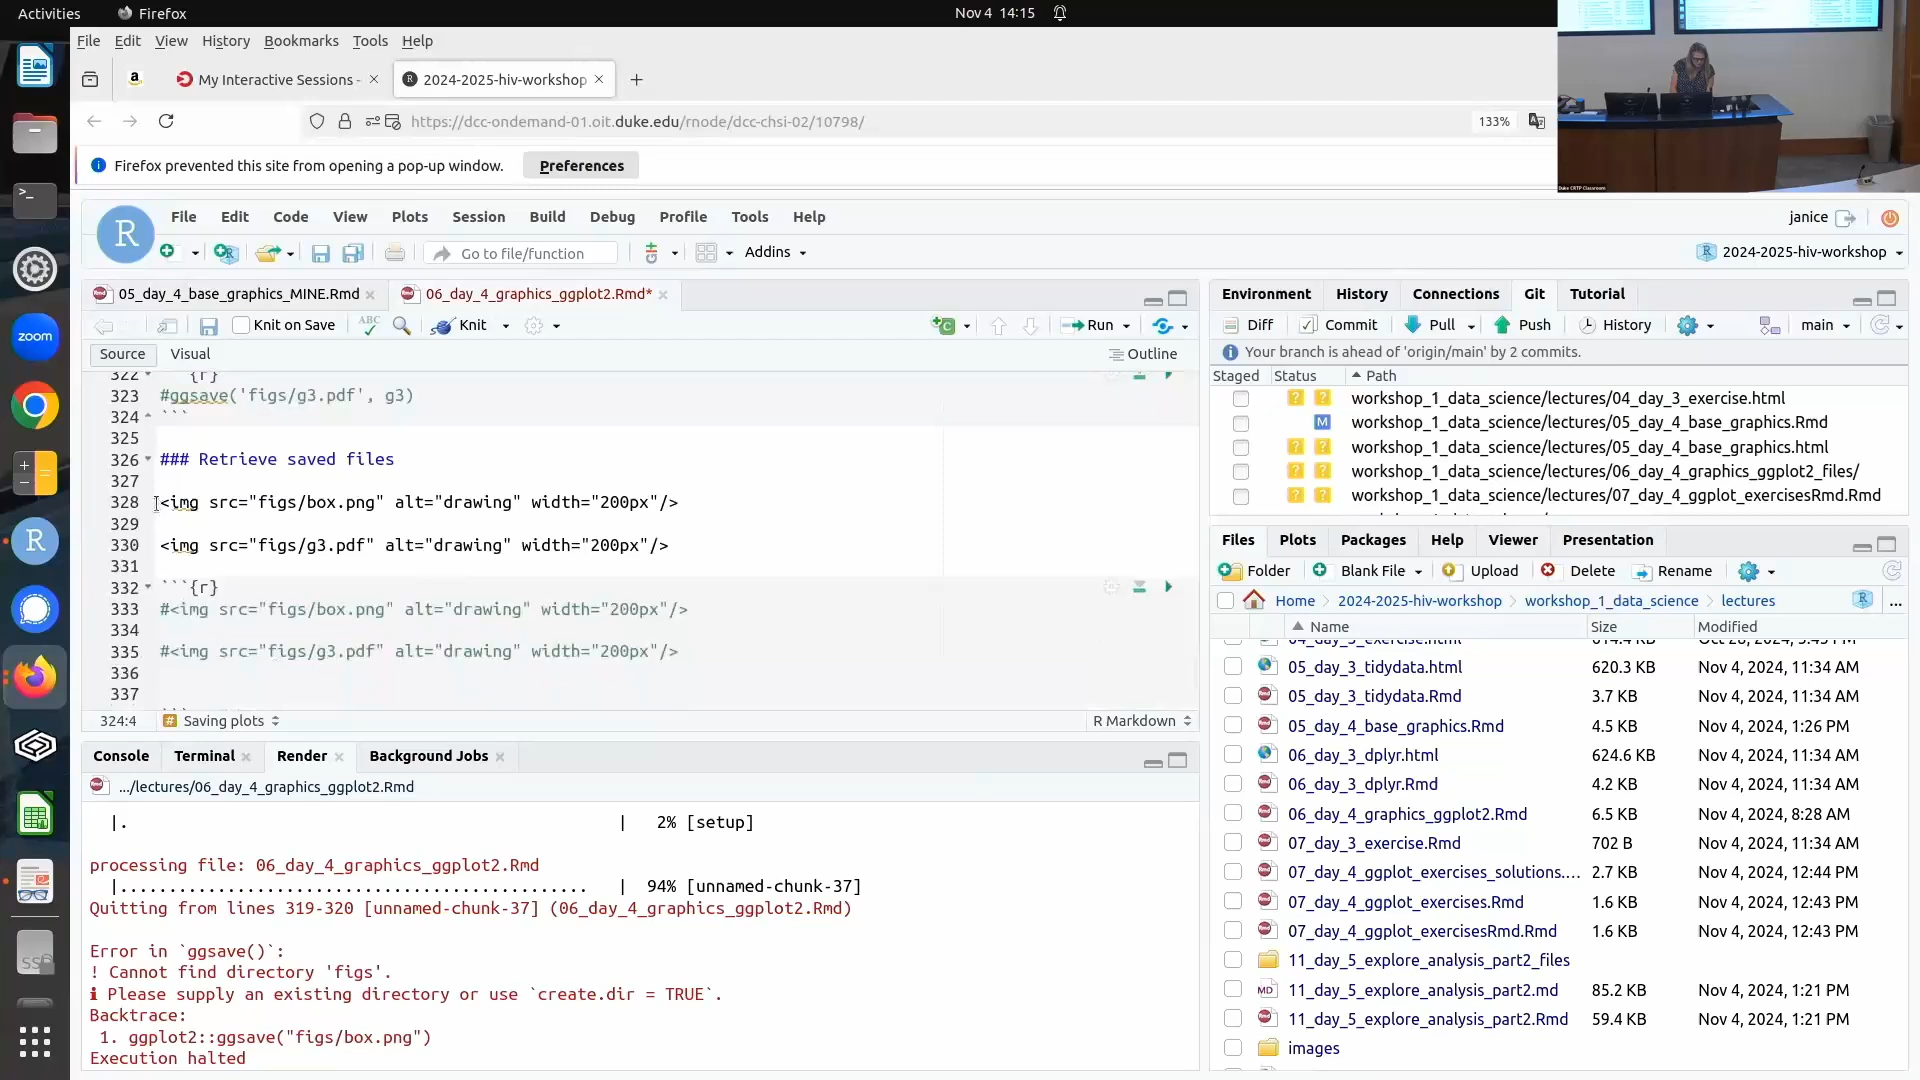 Activities
Firefox
Nov 4 14:15
File Edit View History Bookmarks Tools Help
My Interactive Sessions -
2024-2025-hiv-workshop
https://dcc-ondemand-01.oit.duke.edu/rnode/dcc-chsi-02/10798/
133%
Firefox prevented this site from opening a pop-up window.
Preferences
Duke CRTP Classroom
File Edit Code View Plots Session Build Debug Profile Tools Help
janice
Go to file/function
Addins
2024-2025-hiv-workshop
05_day_4_base_graphics_MINE.Rmd
06_day_4_graphics_ggplot2.Rmd*
Knit on Save
ABC
Knit
Run
Source Visual
Outline
322 {r}
323 #ggsave('figs/g3.pdf', g3)
324 ```
325
326 ### Retrieve saved files
327
328 <img src="figs/box.png" alt="drawing" width="200px"/>
329
330 <img src="figs/g3.pdf" alt="drawing" width="200px"/>
331
332 ```{r}
333 #<img src="figs/box.png" alt="drawing" width="200px"/>
334
335 #<img src="figs/g3.pdf" alt="drawing" width="200px"/>
336
337
324:4 # Saving plots
R Markdown
Console Terminal Render Background Jobs
.../lectures/06_day_4_graphics_ggplot2.Rmd
|. | 2% [setup]
processing file: 06_day_4_graphics_ggplot2.Rmd
|................................................. | 94% [unnamed-chunk-37]
Quitting from lines 319-320 [unnamed-chunk-37] (06_day_4_graphics_ggplot2.Rmd)
Error in `ggsave()`:
! Cannot find directory 'figs'.
ℹ Please supply an existing directory or use `create.dir = TRUE`.
Backtrace:
1. ggplot2::ggsave("figs/box.png")
Execution halted
Environment History Connections Git Tutorial
Diff Commit Pull Push History main
Your branch is ahead of 'origin/main' by 2 commits.
Staged Status Path
? ? workshop_1_data_science/lectures/04_day_3_exercise.html
M workshop_1_data_science/lectures/05_day_4_base_graphics.Rmd
? ? workshop_1_data_science/lectures/05_day_4_base_graphics.html
? ? workshop_1_data_science/lectures/06_day_4_graphics_ggplot2_files/
? ? workshop_1_data_science/lectures/07_day_4_ggplot_exercisesRmd.Rmd
Files Plots Packages Help Viewer Presentation
Folder Blank File Upload Delete Rename
Home 2024-2025-hiv-workshop workshop_1_data_science lectures ...
Name Size Modified
04_day_3_exercise.html
05_day_3_tidydata.html 620.3 KB Nov 4, 2024, 11:34 AM
05_day_3_tidydata.Rmd 3.7 KB Nov 4, 2024, 11:34 AM
05_day_4_base_graphics.Rmd 4.5 KB Nov 4, 2024, 1:26 PM
06_day_3_dplyr.html 624.6 KB Nov 4, 2024, 11:34 AM
06_day_3_dplyr.Rmd 4.2 KB Nov 4, 2024, 11:34 AM
06_day_4_graphics_ggplot2.Rmd 6.5 KB Nov 4, 2024, 8:28 AM
07_day_3_exercise.Rmd 702 B Nov 4, 2024, 11:34 AM
07_day_4_ggplot_exercises_solutions.... 2.7 KB Nov 4, 2024, 12:44 PM
07_day_4_ggplot_exercises.Rmd 1.6 KB Nov 4, 2024, 12:43 PM
07_day_4_ggplot_exercisesRmd.Rmd 1.6 KB Nov 4, 2024, 12:43 PM
11_day_5_explore_analysis_part2_files
MD 11_day_5_explore_analysis_part2.md 85.2 KB Nov 4, 2024, 1:21 PM
11_day_5_explore_analysis_part2.Rmd 59.4 KB Nov 4, 2024, 1:21 PM
images
zoom